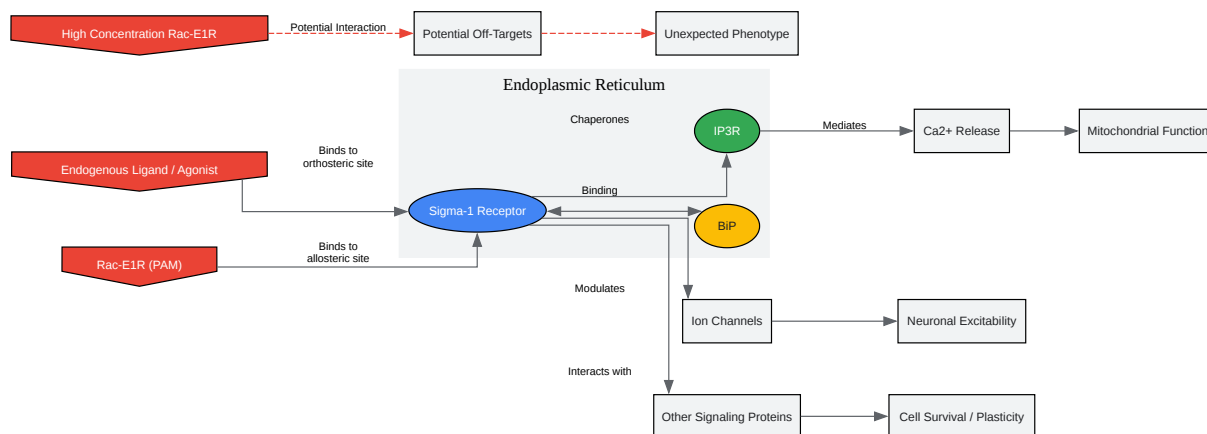 High Concentration Rac-E1R
Potential Interaction
Potential Off-Targets
Unexpected Phenotype
Endoplasmic Reticulum
Chaperones
IP3R
Mediates
Ca2+ Release
Mitochondrial Function
Binds to
orthosteric site
Endogenous Ligand / Agonist
Binding
Sigma-1 Receptor
BiP
Binds to
allosteric site
Rac-E1R (PAM)
Modulates
Ion Channels
Neuronal Excitability
Interacts with
Other Signaling Proteins
Cell Survival / Plasticity